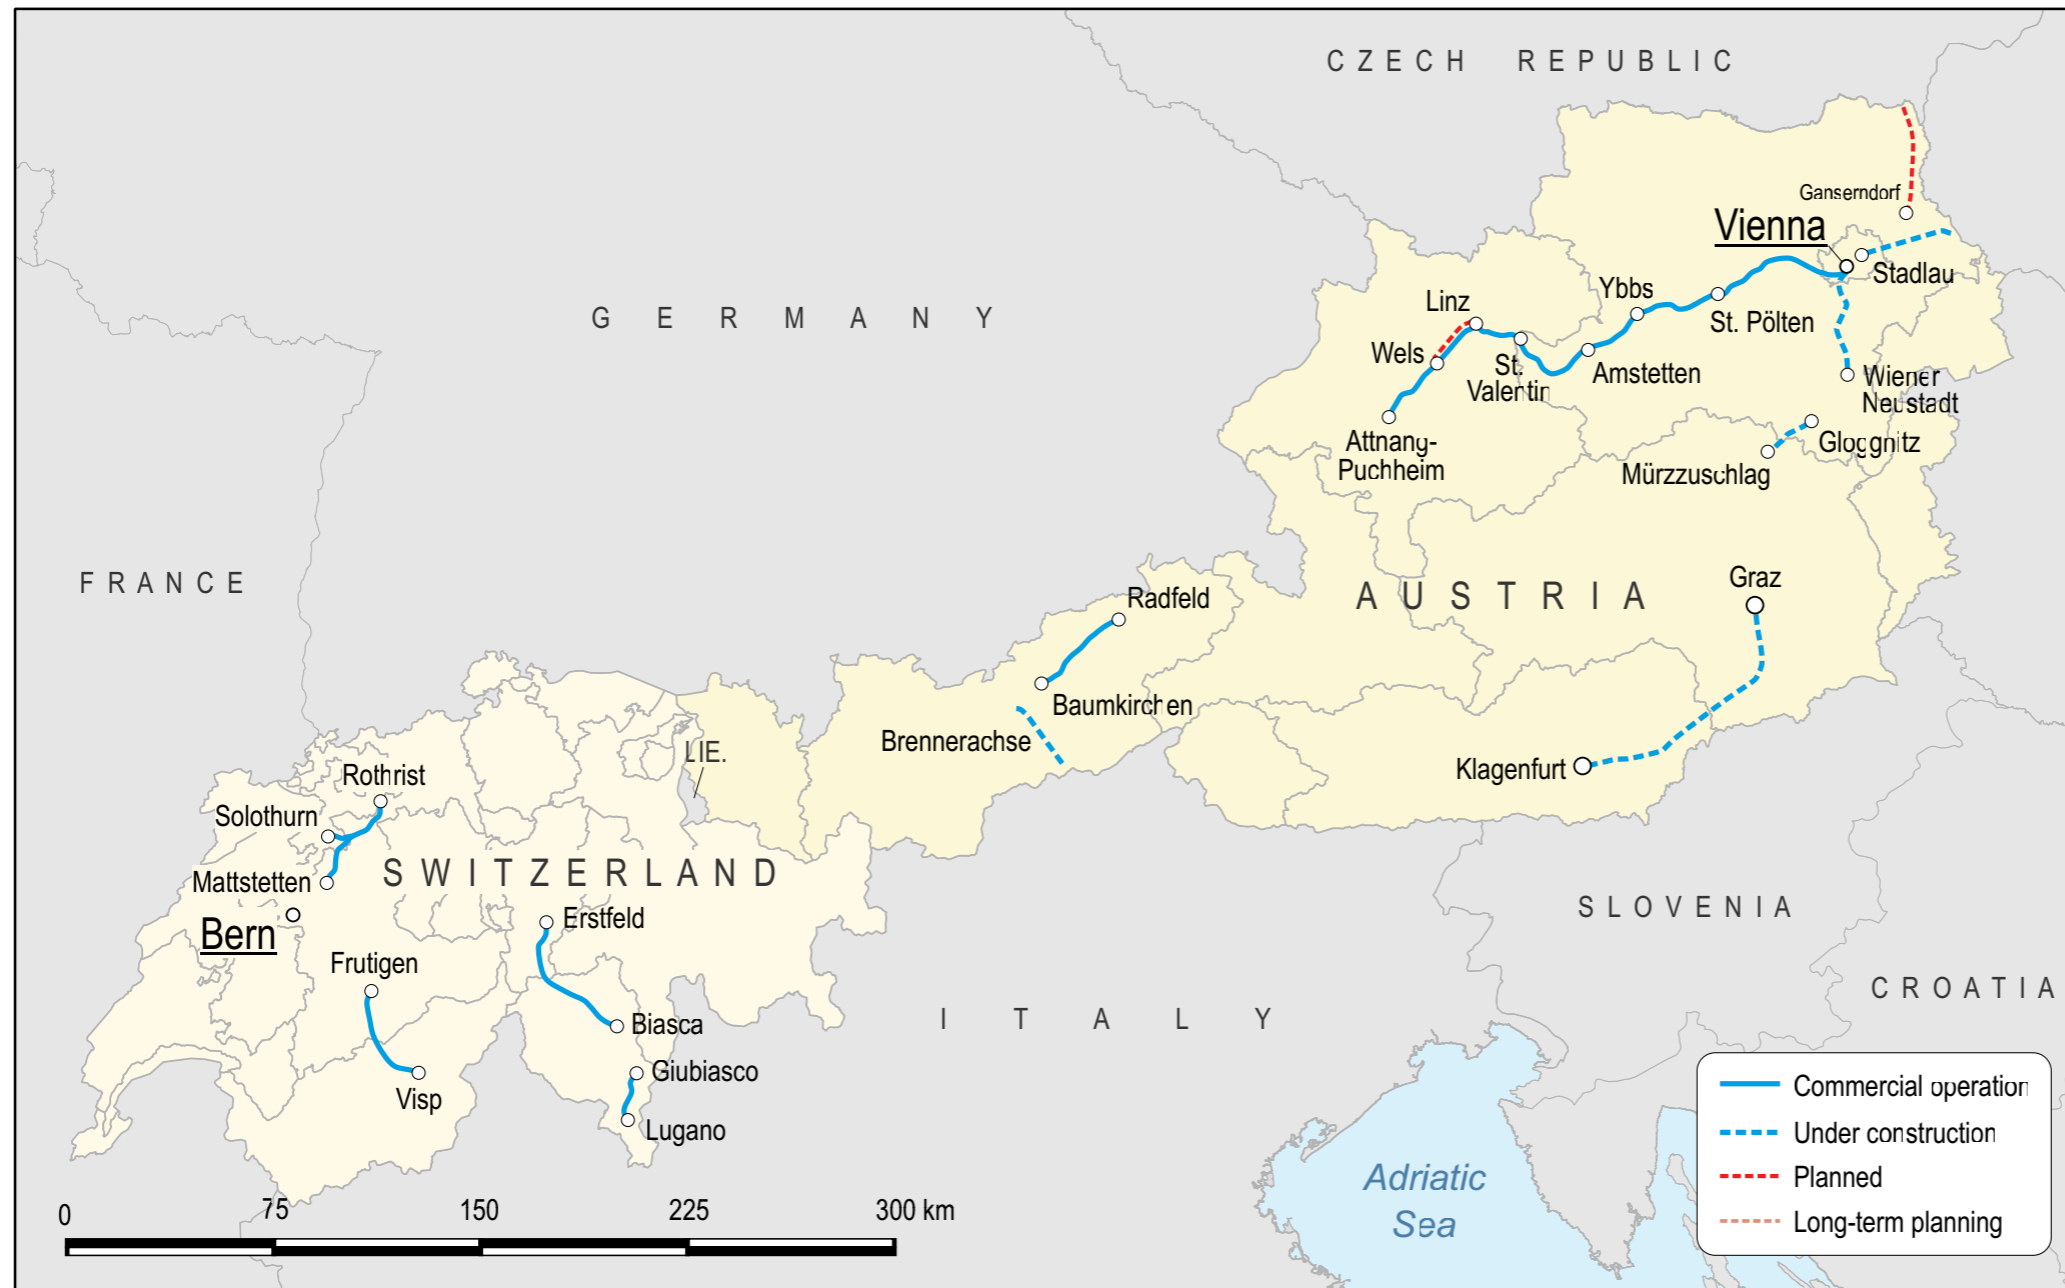 CZECH REPUBLIC
Ganserndorf
Vienna
Stadlau
GERMANY
Linz
Ybbs
St. Pölten
Wels
St.
Valentin
Amstetten
Wiener
Neustadt
Attnang-
Puchheim
Gloggnitz
Mürzzuschlag
FRANCE
Radfeld
AUSTRIA
Graz
Baumkirchen
Brennerachse
LIE.
Klagenfurt
Rothrist
Solothurn
Mattstetten
SWITZERLAND
Bern
Erstfeld
Frutigen
SLOVENIA
CROATIA
ITALY
Biasca
Giubiasco
Visp
Lugano
Adriatic
Sea
Commercial operation
Under construction
Planned
Long-term planning
0 75 150 225 300 km